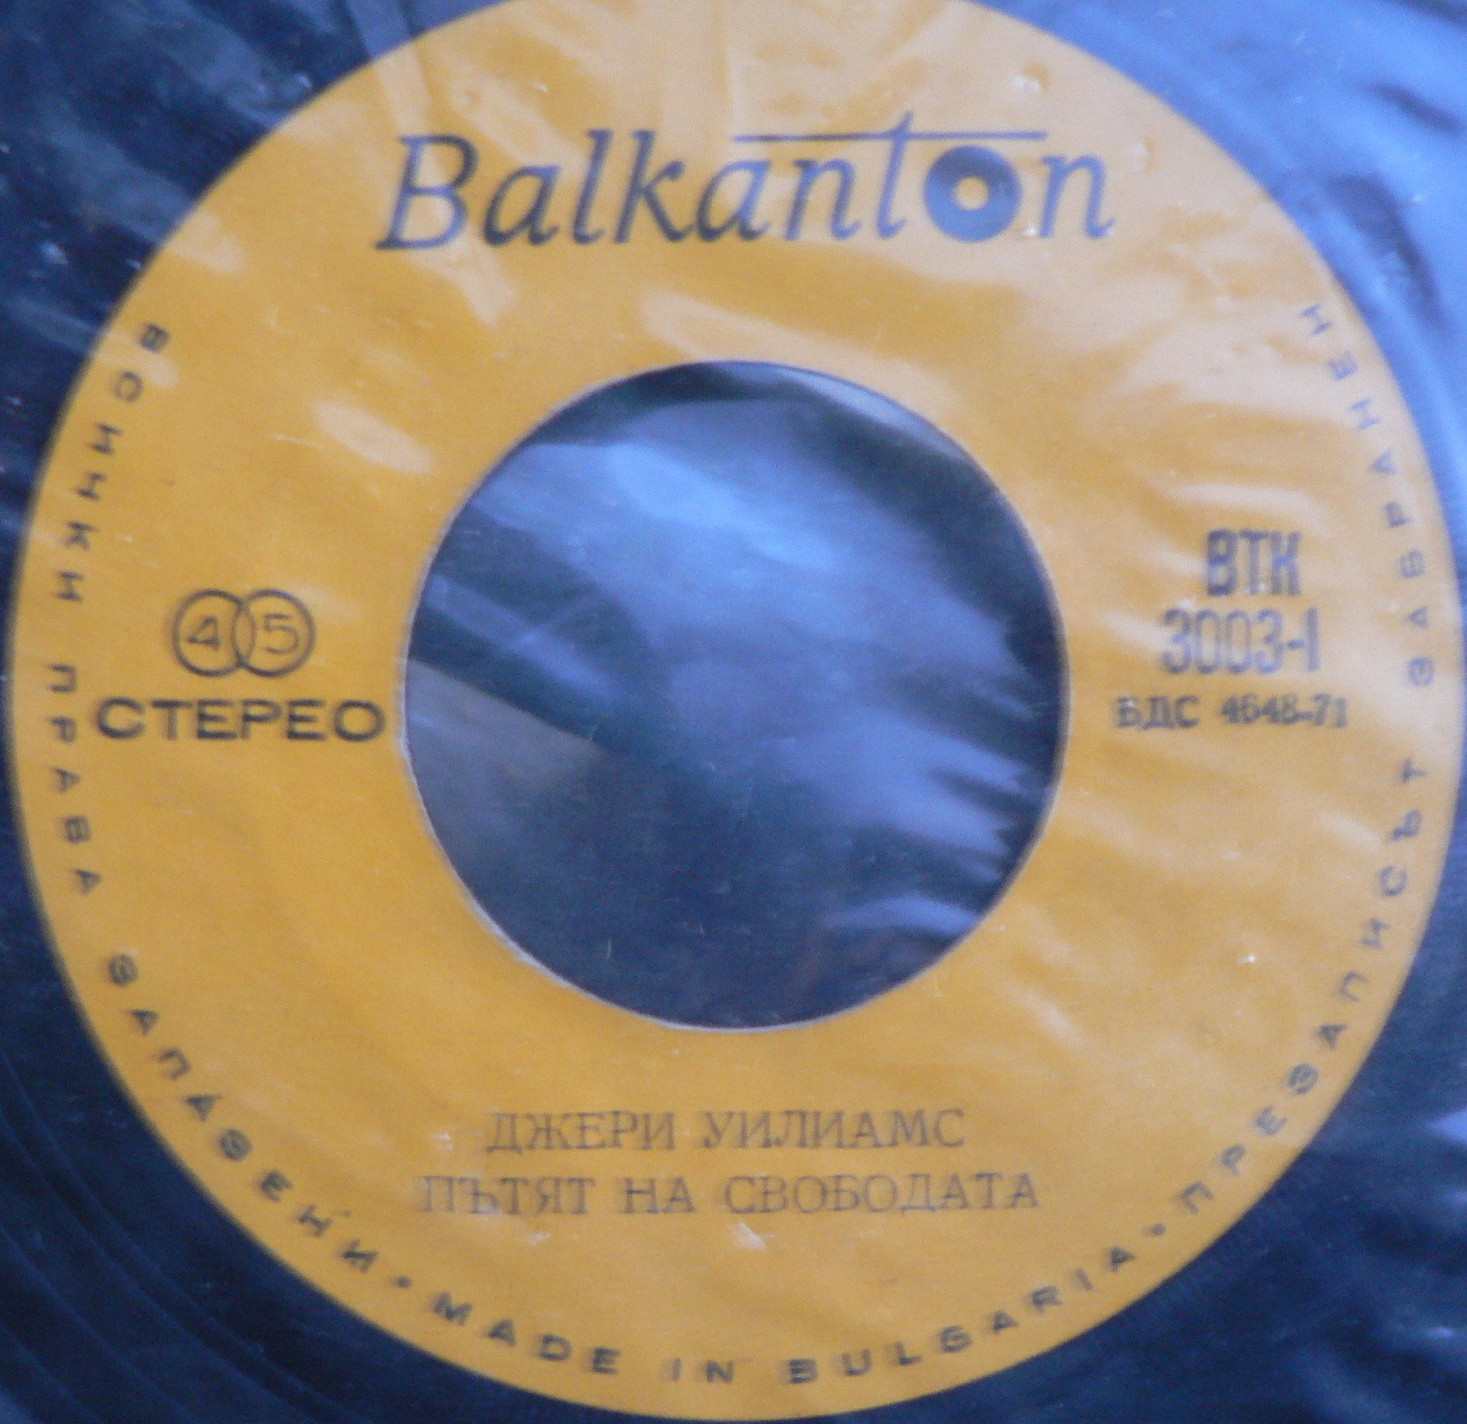 Balkanton
45
СТЕРЕО
ВТК
3003-1
БДС 4648-71
ДЖЕРИ УИЛИАМС
ПЪТЯТ НА СВОБОДАТА
ВСИЧКИ ПРАВА ЗАПАЗЕНИ • MADE IN BULGARIA • ПРЕЗАПИСЪТ ЗАБРАНЕН